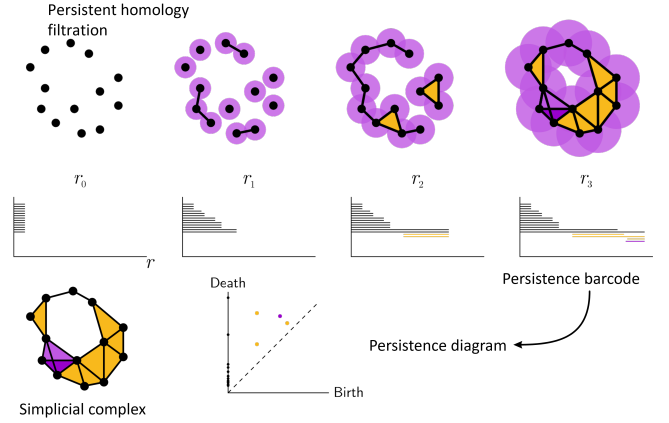 Persistent homology
filtration
r0
r1
r2
r3
r
Persistence barcode
Death
Persistence diagram
Birth
Simplicial complex